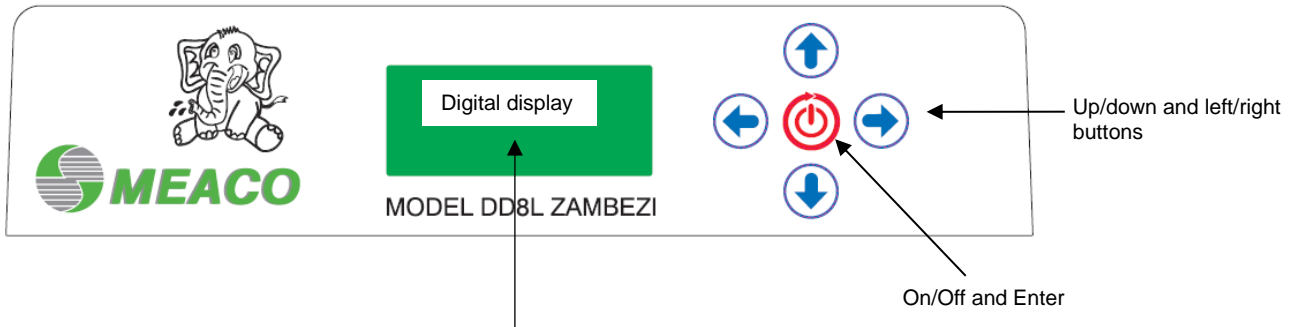 Digital display
Up/down and left/right
buttons
MEACO
MODEL DD8L ZAMBEZI
On/Off and Enter